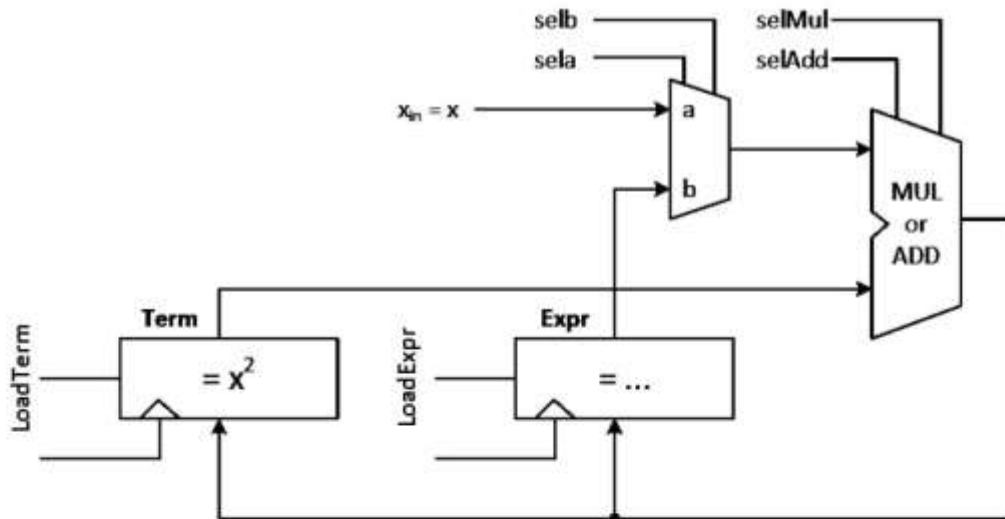 selb
selMul
sela
selAdd
xin = x
a
b
MUL
or
ADD
Term
Expr
LoadTerm
= x²
LoadExpr
= ...